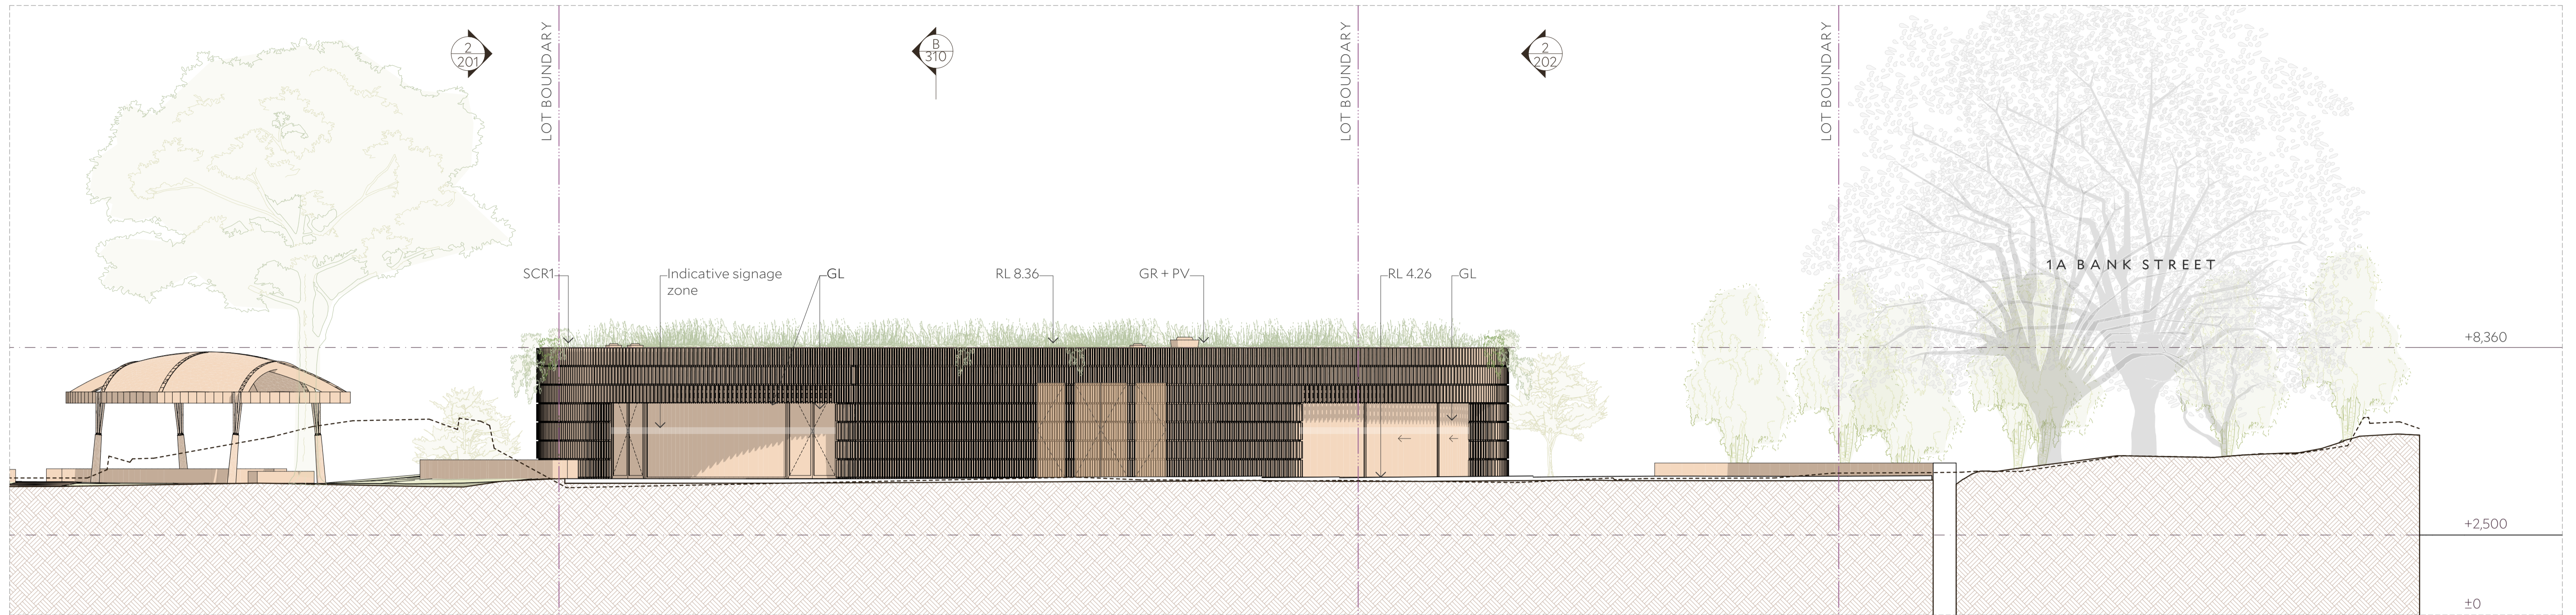 2
201
LOT BOUNDARY
B
310
LOT BOUNDARY
2
202
LOT BOUNDARY
1A BANK STREET
SCR1
Indicative signage
zone
GL
RL 8.36
GR + PV
RL 4.26
GL
+8,360
+2,500
±0